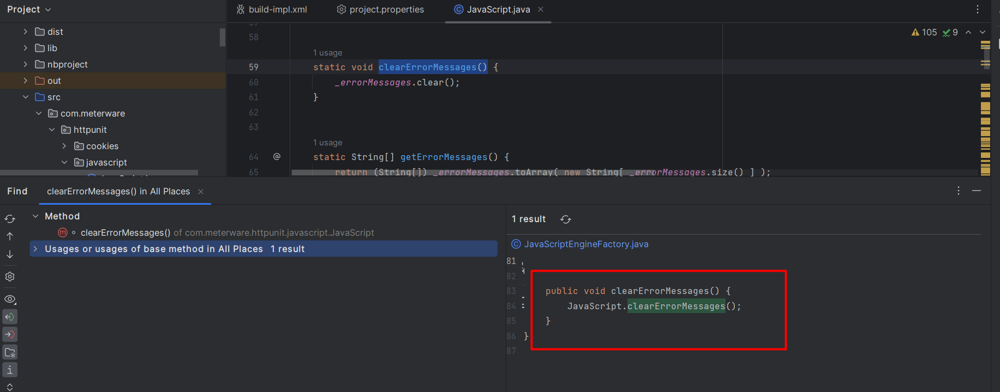 Project
build-impl.xml
project.properties
JavaScript.java
dist
lib
nbproject
out
src
com.meterware
httpunit
cookies
javascript
105 9
58
1 usage
59 static void clearErrorMessages() {
60 _errorMessages.clear();
61 }
62
63
1 usage
64 @ static String[] getErrorMessages() {
65 return (String[]) _errorMessages.toArray( new String[ _errorMessages.size() ] );
Find
clearErrorMessages() in All Places
Method
m clearErrorMessages() of com.meterware.httpunit.javascript.JavaScript
Usages or usages of base method in All Places 1 result
1 result
JavaScriptEngineFactory.java
81
82
83 public void clearErrorMessages() {
84 JavaScript.clearErrorMessages();
85 }
86 }
87